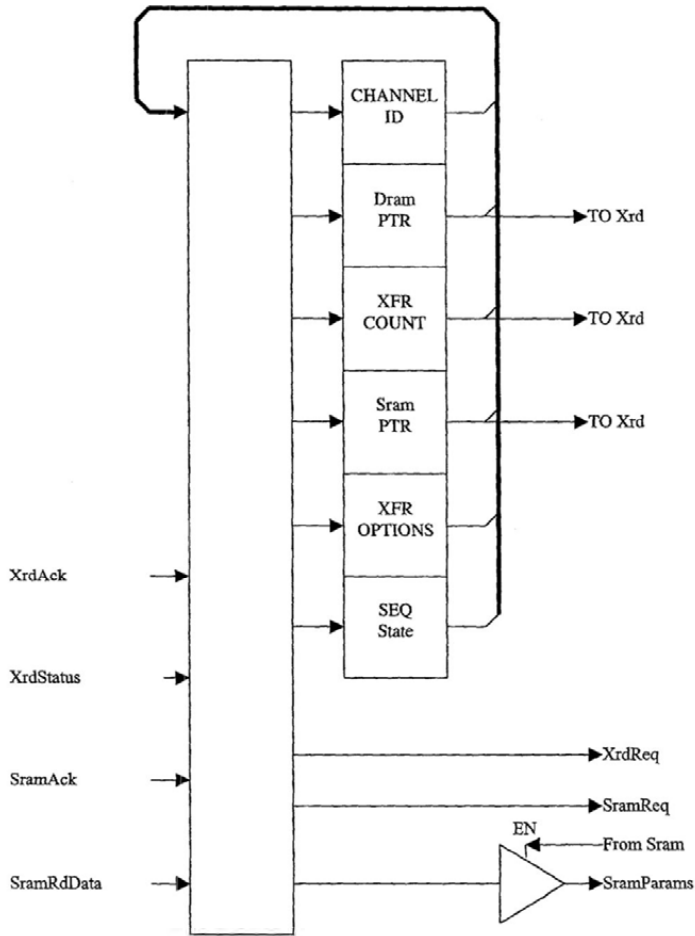 CHANNEL
ID
Dram
PTR
TO Xrd
XFR
COUNT
TO Xrd
Sram
PTR
TO Xrd
XFR
OPTIONS
XrdAck
SEQ
State
XrdStatus
XrdReq
SramAck
SramReq
EN
From Sram
SramRdData
SramParams